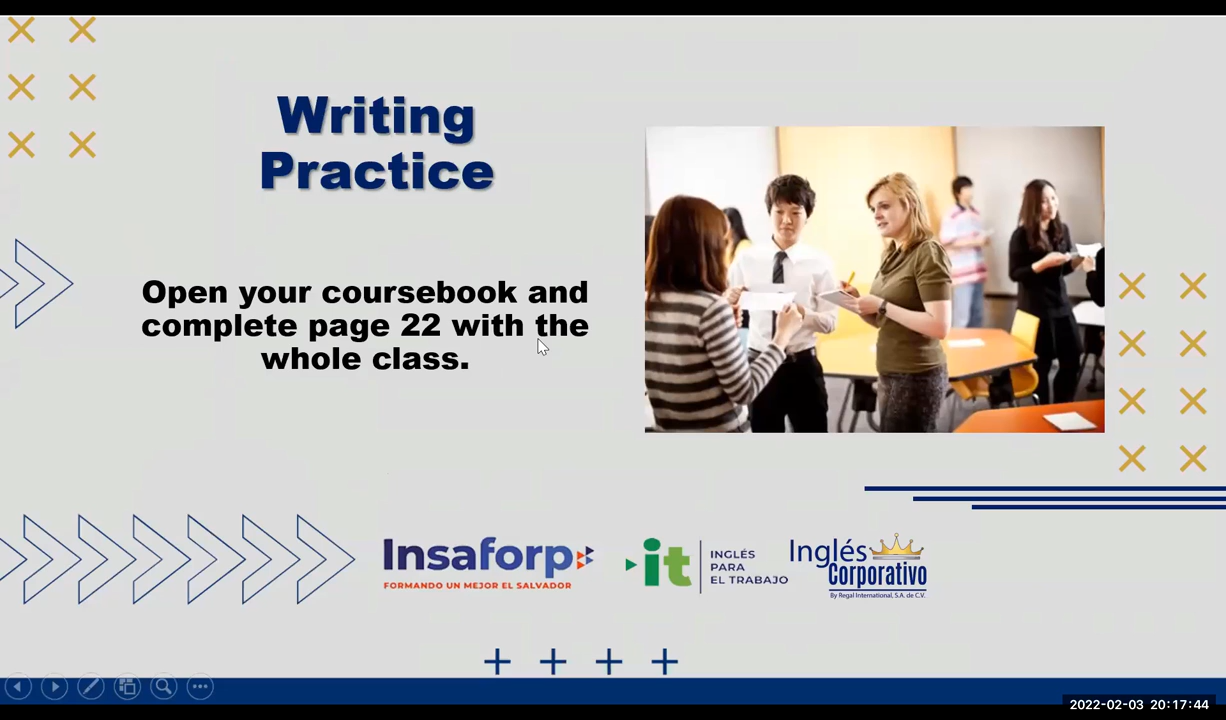 Writing
Practice
Open your coursebook and
complete page 22 with the
whole class.
Insaforp
FORMANDO UN MEJOR EL SALVADOR
it
INGLÉS
PARA
EL TRABAJO
Inglés
Corporativo
By Regal International, S.A. de C.V.
2022-02-03 20:17:44